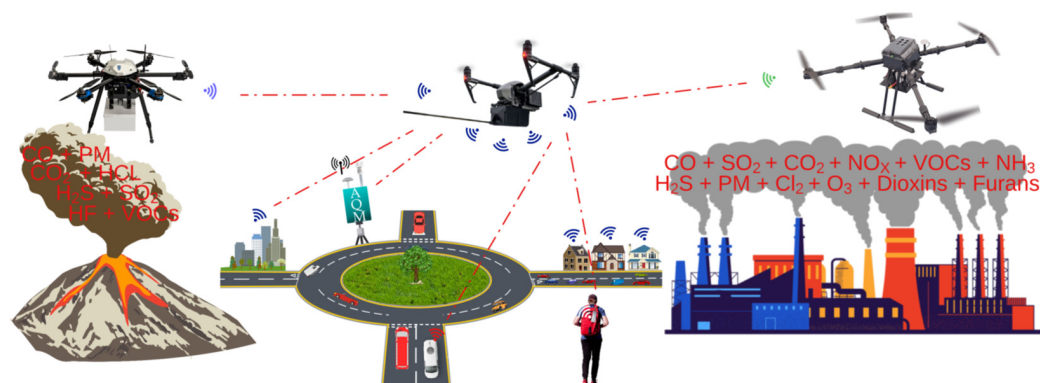 CO + PM
CO₂ + HCL
H₂S + SO₂
HF + VOCs
AQM
CO + SO₂ + CO₂ + NOₓ + VOCs + NH₃
H₂S + PM + Cl₂ + O₃ + Dioxins + Furans